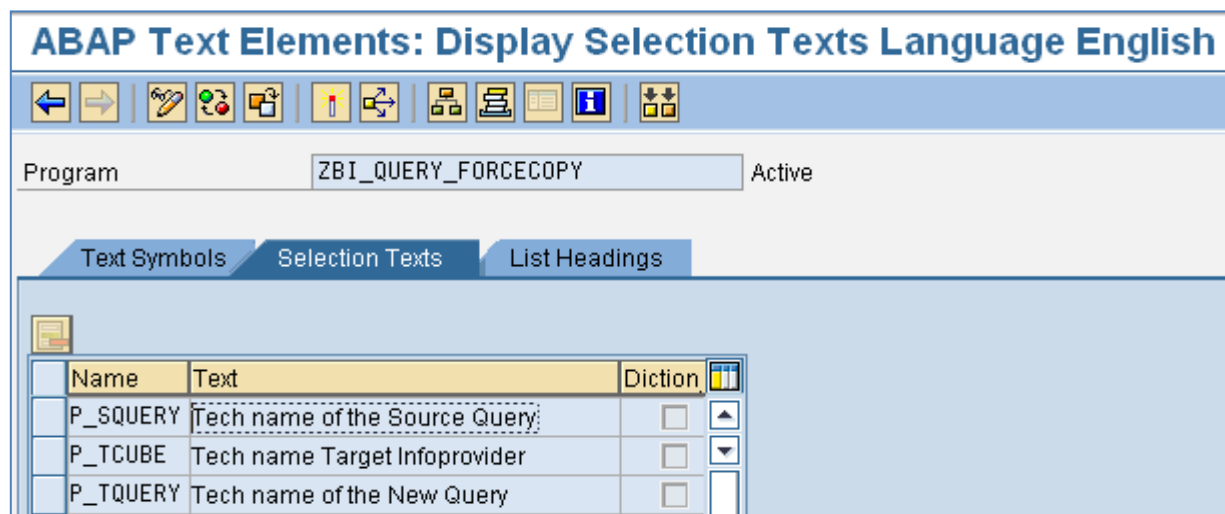 ABAP Text Elements: Display Selection Texts Language English
Program ZBI_QUERY_FORCECOPY Active
Text Symbols Selection Texts List Headings
Name Text Diction
P_SQUERY Tech name of the Source Query
P_TCUBE Tech name Target Infoprovider
P_TQUERY Tech name of the New Query